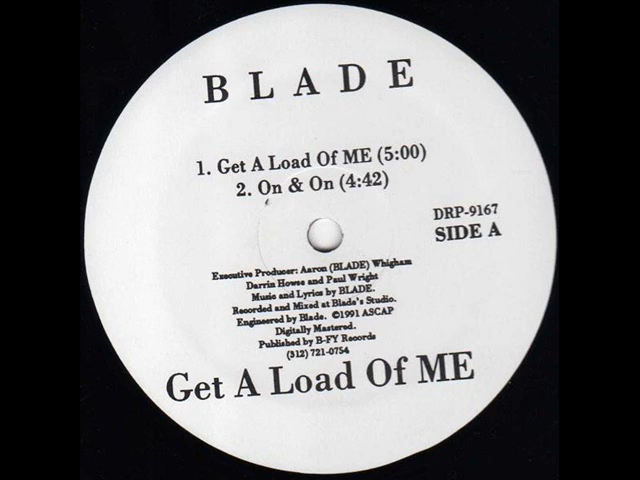 BLADE
1. Get A Load Of ME (5:00)
2. On & On (4:42)
DRP-9167
SIDE A
Executive Producer: Aaron (BLADE) Whigham
Darrin Howse and Paul Wright
Music and Lyrics by BLADE.
Recorded and Mixed at Blade's Studio.
Engineered by Blade. ©1991 ASCAP
Digitally Mastered.
Published by B-FY Records
(312) 721-0754
Get A Load Of ME